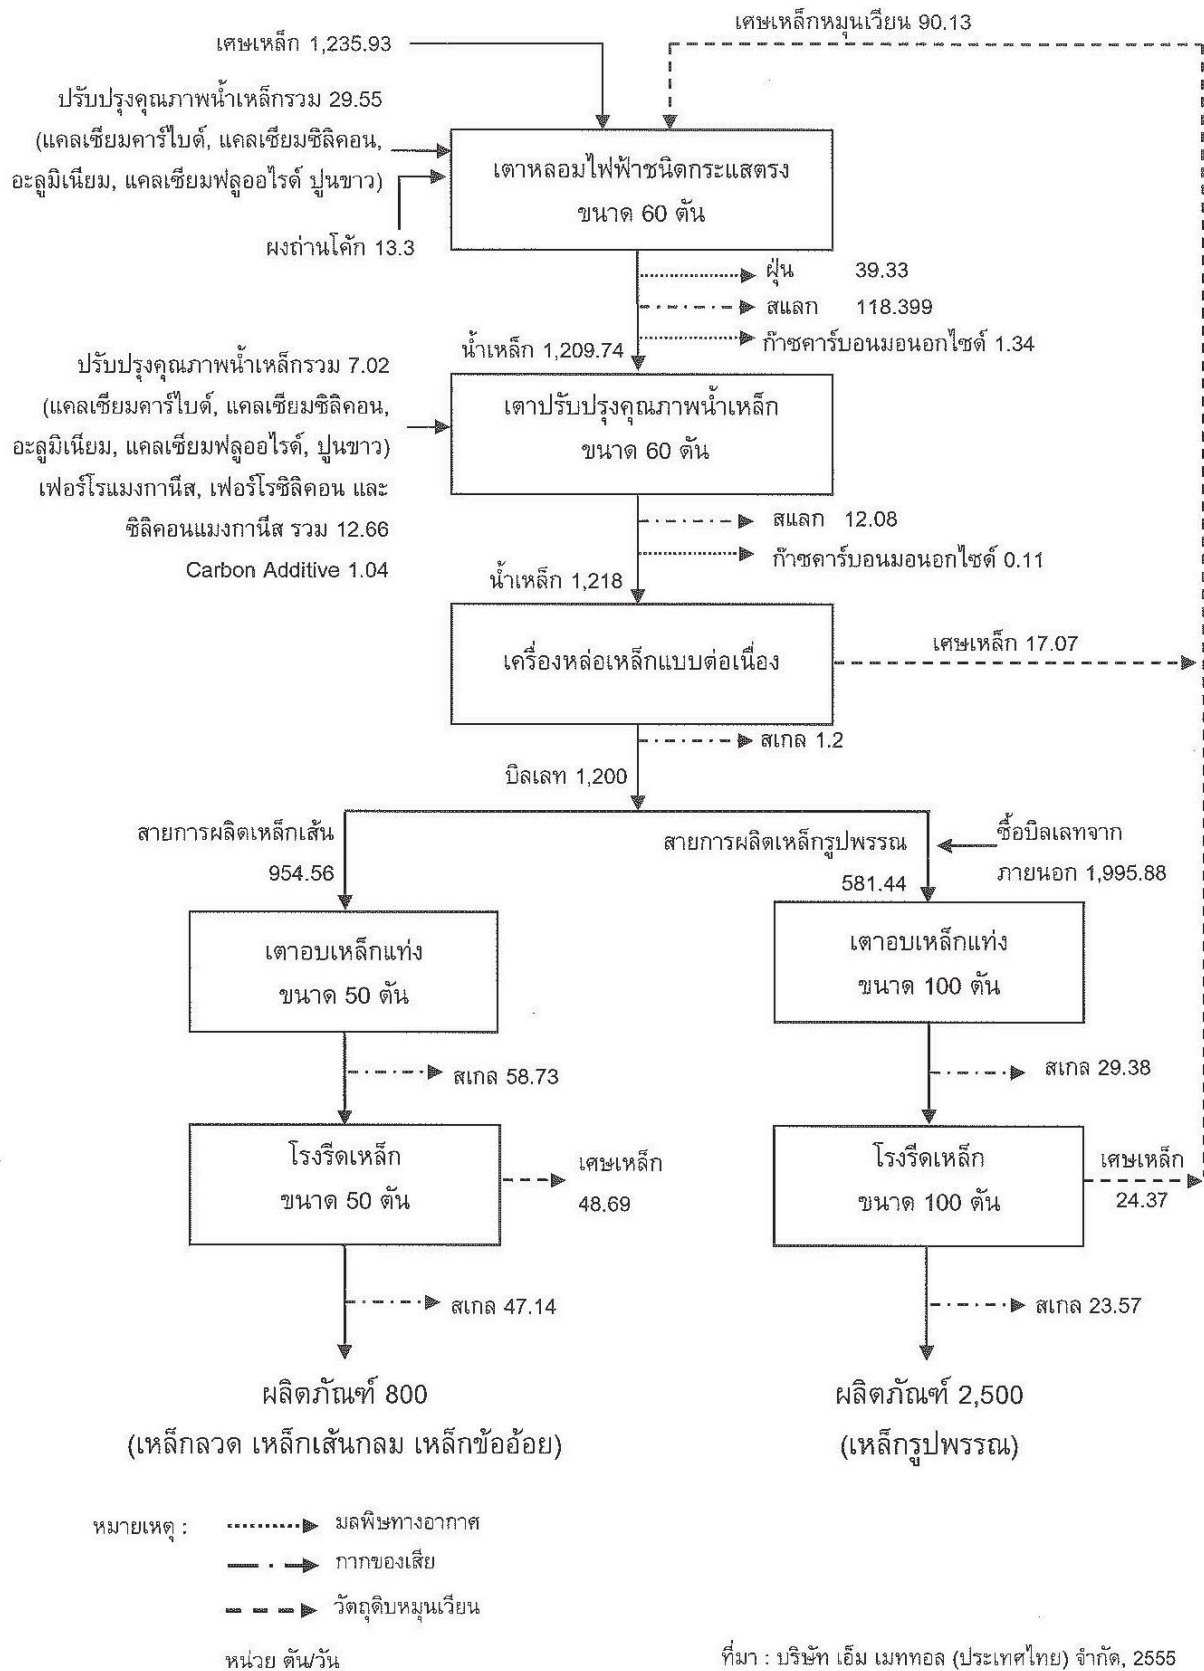 เศษเหล็กหมุนเวียน 90.13
เศษเหล็ก 1,235.93
ปรับปรุงคุณภาพน้ำเหล็กรวม 29.55
(แคลเซียมคาร์ไบด์, แคลเซียมซิลิคอน,
อะลูมิเนียม, แคลเซียมฟลูออไรด์ ปูนขาว)
ผงถ่านโค้ก 13.3
เตาหลอมไฟฟ้าชนิดกระแสตรง
ขนาด 60 ตัน
ฝุ่น 39.33
สแลก 118.399
ก๊าซคาร์บอนมอนอกไซด์ 1.34
น้ำเหล็ก 1,209.74
ปรับปรุงคุณภาพน้ำเหล็กรวม 7.02
(แคลเซียมคาร์ไบด์, แคลเซียมซิลิคอน,
อะลูมิเนียม, แคลเซียมฟลูออไรด์, ปูนขาว)
เฟอร์โรแมงกานีส, เฟอร์โรซิลิคอน และ
ซิลิคอนแมงกานีส รวม 12.66
Carbon Additive 1.04
เตาปรับปรุงคุณภาพน้ำเหล็ก
ขนาด 60 ตัน
สแลก 12.08
ก๊าซคาร์บอนมอนอกไซด์ 0.11
น้ำเหล็ก 1,218
เครื่องหล่อเหล็กแบบต่อเนื่อง
เศษเหล็ก 17.07
สเกล 1.2
บิลเลท 1,200
สายการผลิตเหล็กเส้น
954.56
สายการผลิตเหล็กรูปพรรณ
581.44
ซื้อบิลเลทจาก
ภายนอก 1,995.88
เตาอบเหล็กแท่ง
ขนาด 50 ตัน
เตาอบเหล็กแท่ง
ขนาด 100 ตัน
สเกล 58.73
สเกล 29.38
โรงรีดเหล็ก
ขนาด 50 ตัน
เศษเหล็ก
48.69
โรงรีดเหล็ก
ขนาด 100 ตัน
เศษเหล็ก
24.37
สเกล 47.14
สเกล 23.57
ผลิตภัณฑ์ 800
(เหล็กลวด เหล็กเส้นกลม เหล็กข้ออ้อย)
ผลิตภัณฑ์ 2,500
(เหล็กรูปพรรณ)
หมายเหตุ :
มลพิษทางอากาศ
กากของเสีย
วัตถุดิบหมุนเวียน
หน่วย ตัน/วัน
ที่มา : บริษัท เอ็ม เมททอล (ประเทศไทย) จำกัด, 2555